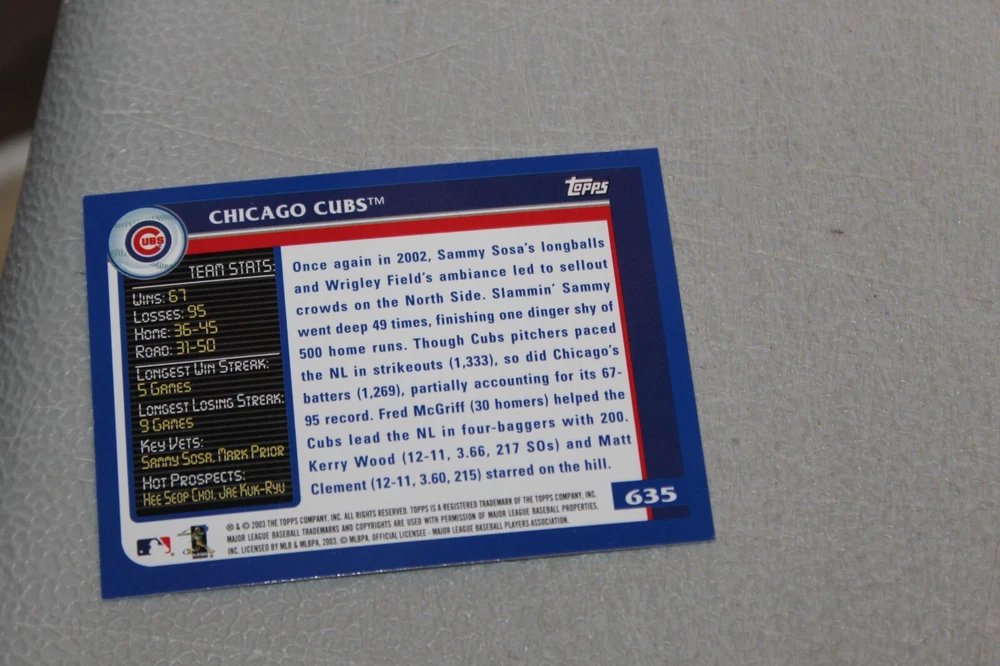 CHICAGO CUBS™
TOPPS
CUBS
TEAM STATS:
WINS: 67
LOSSES: 95
HOME: 36-45
ROAD: 31-50
LONGEST WIN STREAK:
5 GAMES
LONGEST LOSING STREAK:
9 GAMES
KEY VETS:
SAMMY SOSA, MARK PRIOR
HOT PROSPECTS:
HEE SEOP CHOI, JAE KUK-RYU
Once again in 2002, Sammy Sosa's longballs
and Wrigley Field's ambiance led to sellout
crowds on the North Side. Slammin' Sammy
went deep 49 times, finishing one dinger shy of
500 home runs. Though Cubs pitchers paced
the NL in strikeouts (1,333), so did Chicago's
batters (1,269), partially accounting for its 67-
95 record. Fred McGriff (30 homers) helped the
Cubs lead the NL in four-baggers with 200.
Kerry Wood (12-11, 3.66, 217 SOs) and Matt
Clement (12-11, 3.60, 215) starred on the hill.
635
® & © 2003 THE TOPPS COMPANY, INC. ALL RIGHTS RESERVED. TOPPS IS A REGISTERED TRADEMARK OF THE TOPPS COMPANY, INC.
MAJOR LEAGUE BASEBALL TRADEMARKS AND COPYRIGHTS ARE USED WITH PERMISSION OF MAJOR LEAGUE BASEBALL PROPERTIES,
INC. LICENSED BY MLB & MLBPA, 2003. © MLBPA. OFFICIAL LICENSEE - MAJOR LEAGUE BASEBALL PLAYERS ASSOCIATION.